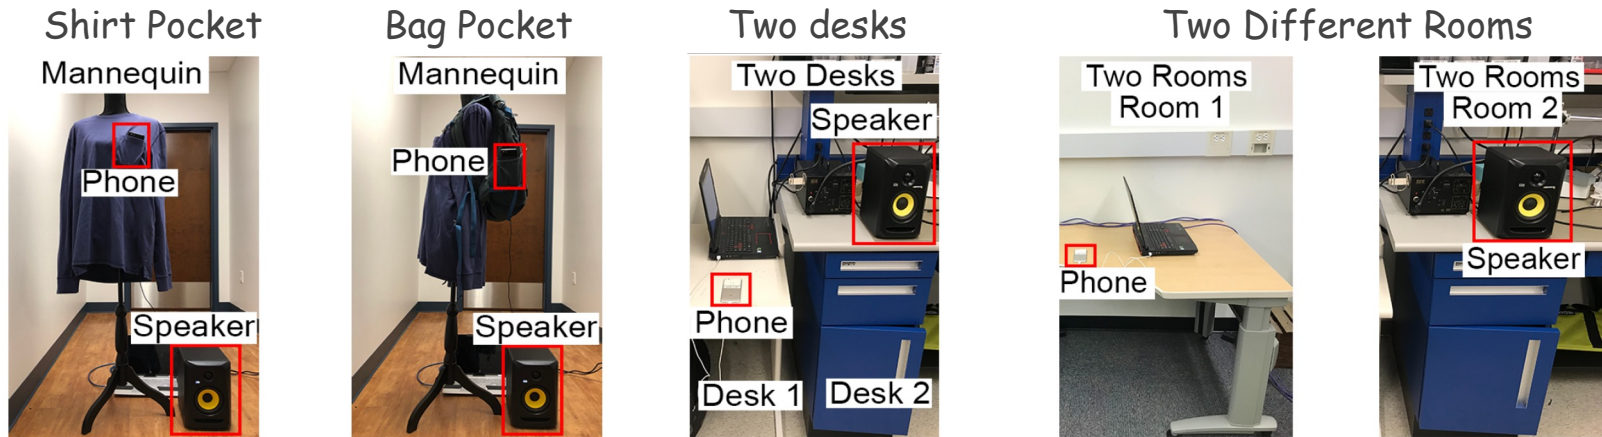 Shirt Pocket
Mannequin
Phone
Speaker
Bag Pocket
Mannequin
Phone
Speaker
Two desks
Two Desks
Speaker
Phone
Desk 1
Desk 2
Two Different Rooms
Two Rooms
Room 1
Phone
Two Rooms
Room 2
Speaker